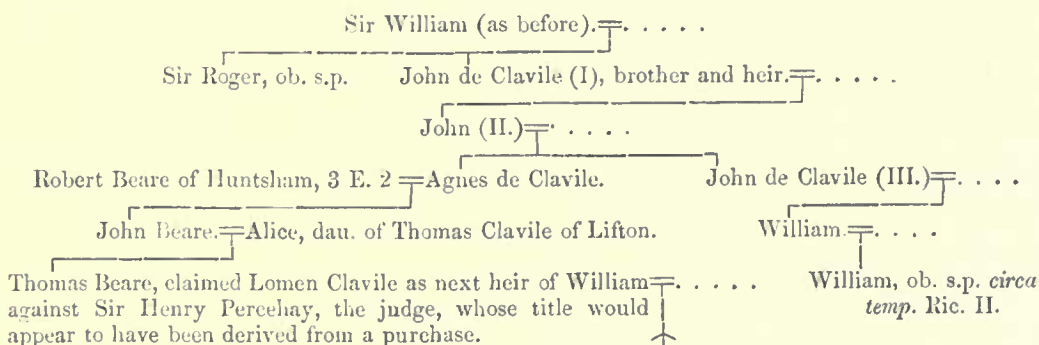 Sir William (as before).=. . . . .
Sir Roger, ob. s.p. John de Clavile (I), brother and heir.=. . . . .
John (II.)=. . . . .
Robert Beare of Huntsham, 3 E. 2=Agnes de Clavile. John de Clavile (III.)=. . . .
John Beare.=Alice, dau. of Thomas Clavile of Lifton. William.=. . . .
Thomas Beare, claimed Lomen Clavile as next heir of William=. . . . . William, ob. s.p. circa
against Sir Henry Percehay, the judge, whose title would temp. Ric. II.
appear to have been derived from a purchase.